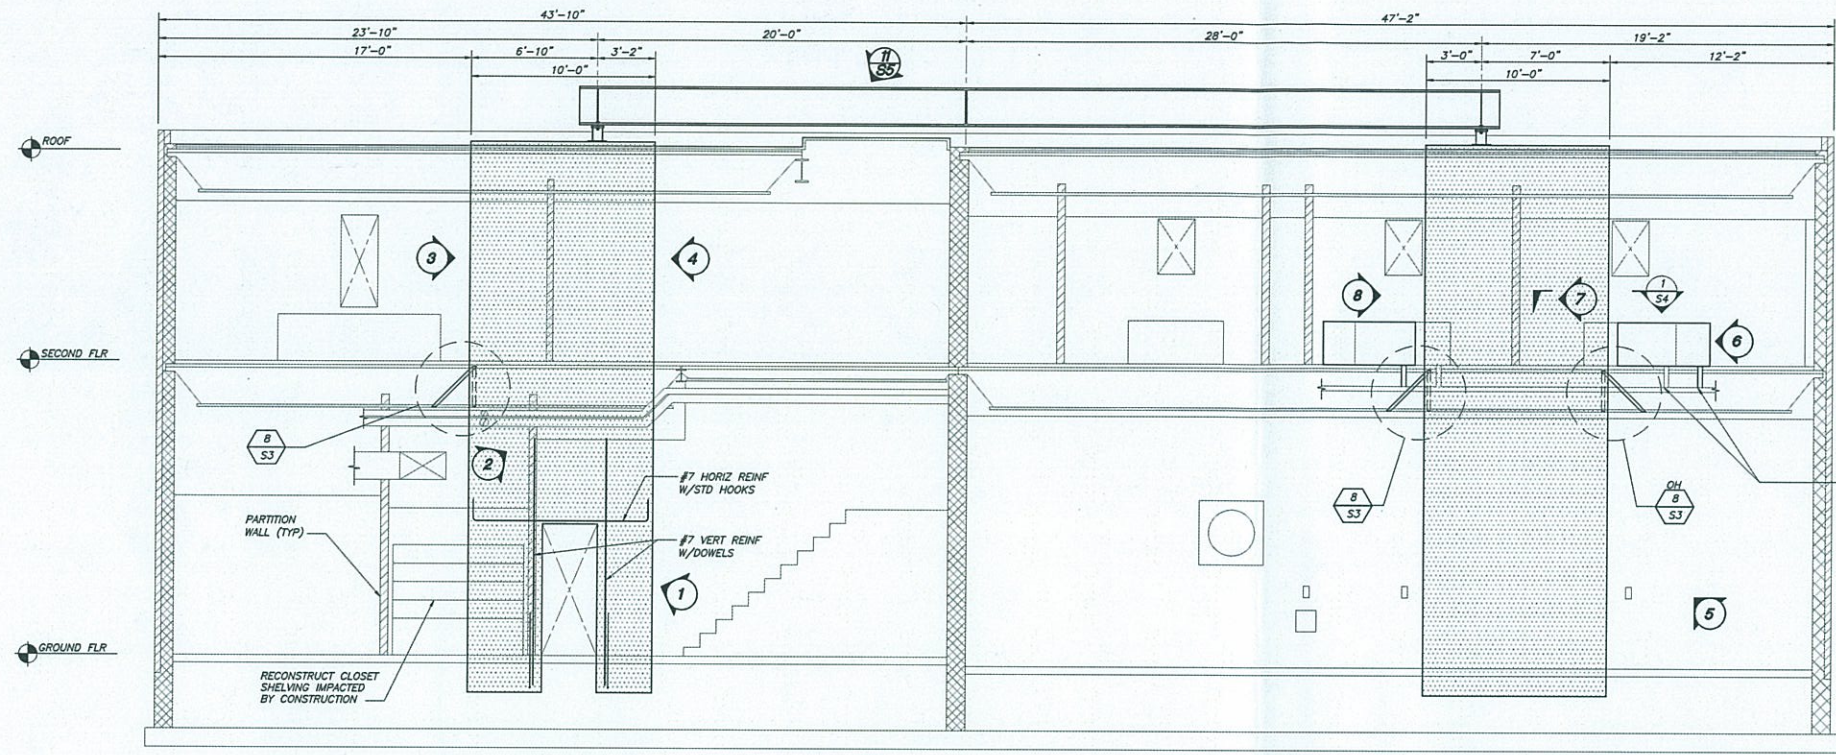 43'-10"
47'-2"
23'-10"
20'-0"
28'-0"
19'-2"
17'-0"
6'-10"
3'-2"
3'-0"
7'-0"
12'-2"
10'-0"
10'-0"
11
S5
ROOF
3
4
8
7
1
S4
6
SECOND FLR
8
S3
2
#7 HORIZ REINF
W/STD HOOKS
8
S3
OH
8
S3
PARTITION
WALL (TYP)
#7 VERT REINF
W/DOWELS
1
5
GROUND FLR
RECONSTRUCT CLOSET
SHELVING IMPACTED
BY CONSTRUCTION